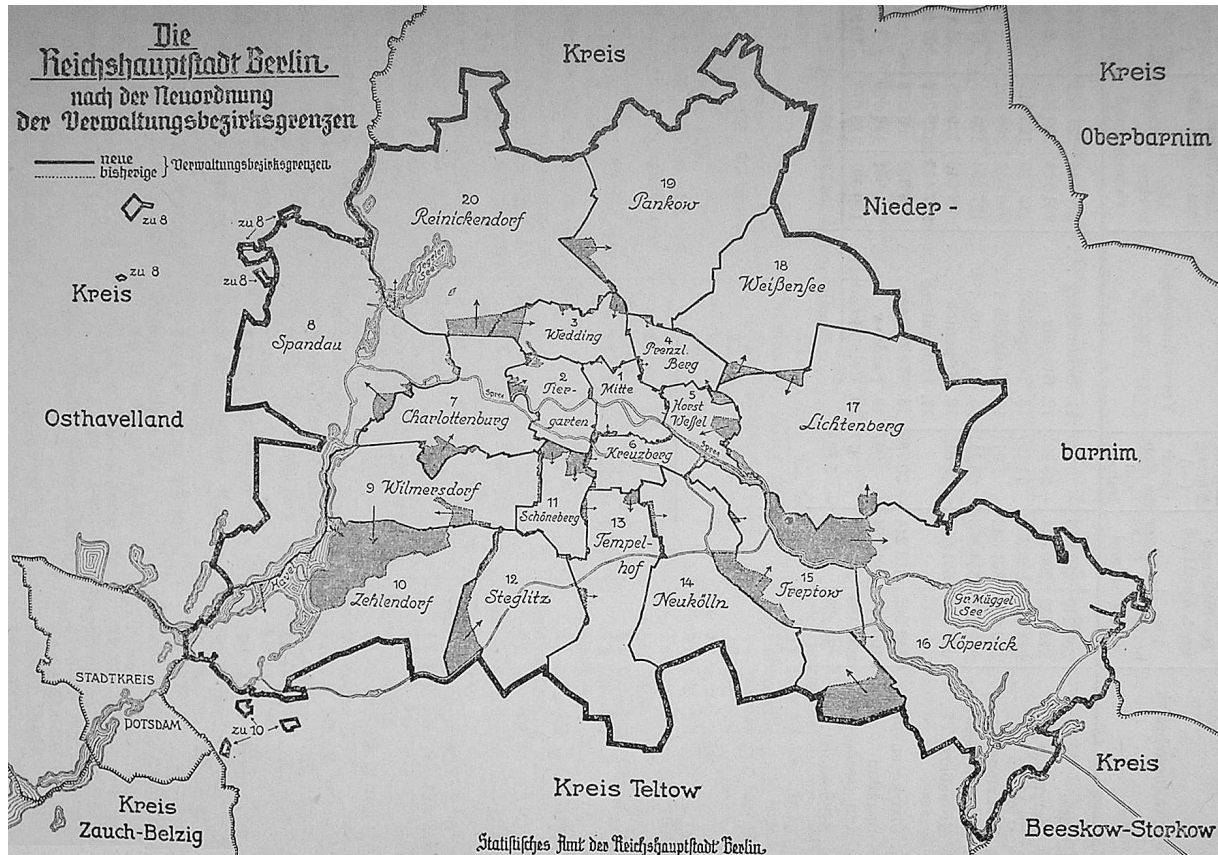 Die
Reichshauptstadt Berlin
nach der Neuordnung
der Verwaltungsbezirksgrenzen
neue
bisherige
} Verwaltungsbezirksgrenzen
zu 8
zu 8
zu 8
zu 8
Kreis
Osthavelland
Kreis
Nieder -
barnim
Kreis
Oberbarnim
20
Reinickendorf
Tegeler
See
19
Pankow
18
Weißensee
8
Spandau
3
Wedding
4
Prenzl.
Berg
2
Tier-
garten
1
Mitte
5
Horst
Weßel
7
Charlottenburg
Spree
Spree
6
Kreuzberg
17
Lichtenberg
9 Wilmersdorf
11
Schöneberg
13
Tempel-
hof
10
Zehlendorf
Havel
12
Steglitz
14
Neukölln
15
Treptow
Gr. Müggel
See
16 Köpenick
STADTKREIS
POTSDAM
zu 10
Kreis
Zauch-Belzig
Kreis Teltow
Kreis
Beeskow-Storkow
Statistisches Amt der Reichshauptstadt Berlin